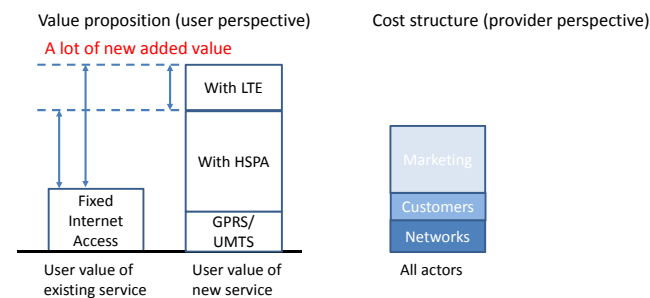 Value proposition (user perspective)
Cost structure (provider perspective)
A lot of new added value
With LTE
With HSPA
Fixed
Internet
Access
GPRS/
UMTS
User value of
existing service
User value of
new service
Marketing
Customers
Networks
All actors